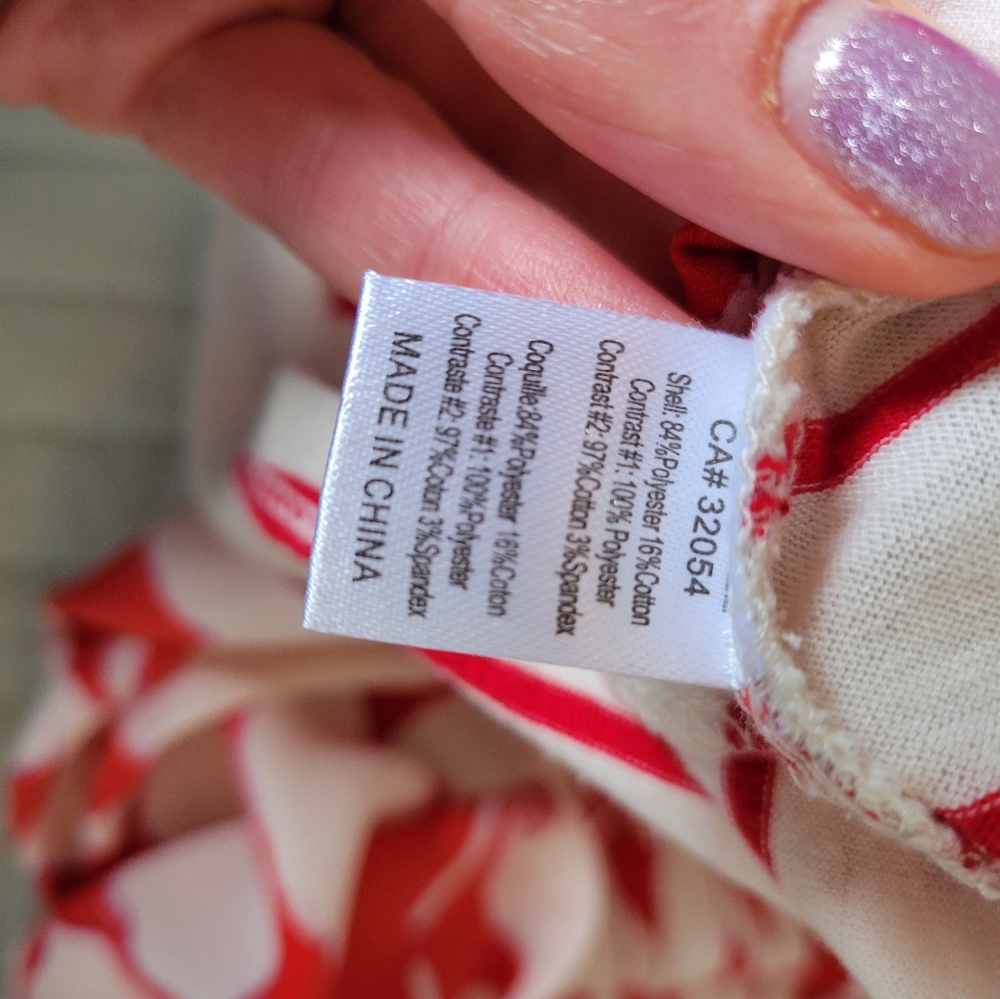 CA# 32054
Shell: 84%Polyester 16%Cotton
Contrast #1: 100% Polyester
Contrast #2: 97%Cotton 3%Spandex
Coquille:84%Polyester 16%Coton
Contraste #1: 100%Polyester
Contraste #2: 97%Coton 3%Spandex
MADE IN CHINA